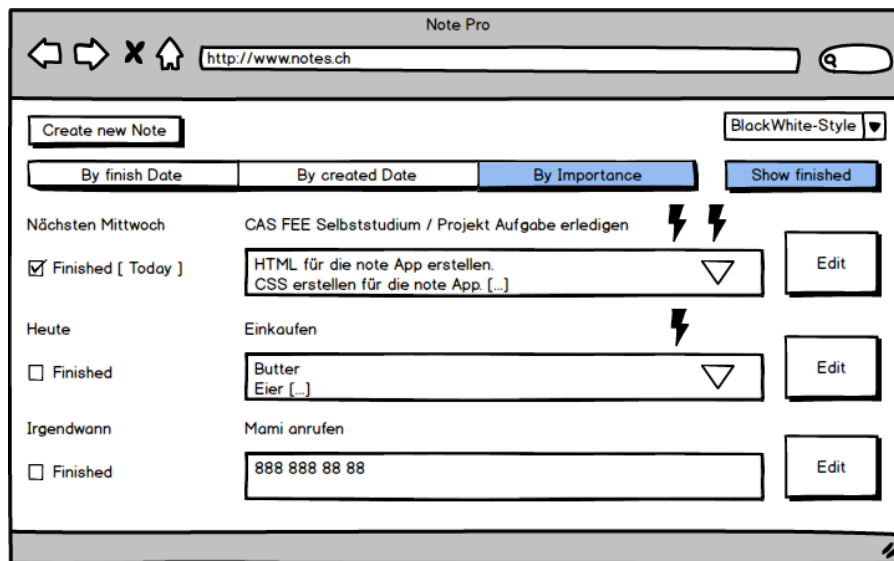 Note Pro
http://www.notes.ch
Create new Note
BlackWhite-Style
By finish Date
By created Date
By Importance
Show finished
Nächsten Mittwoch
CAS FEE Selbststudium / Projekt Aufgabe erledigen
Finished [ Today ]
HTML für die note App erstellen.
CSS erstellen für die note App. [...]
Edit
Heute
Einkaufen
Finished
Butter
Eier [...]
Edit
Irgendwann
Mami anrufen
Finished
888 888 88 88
Edit